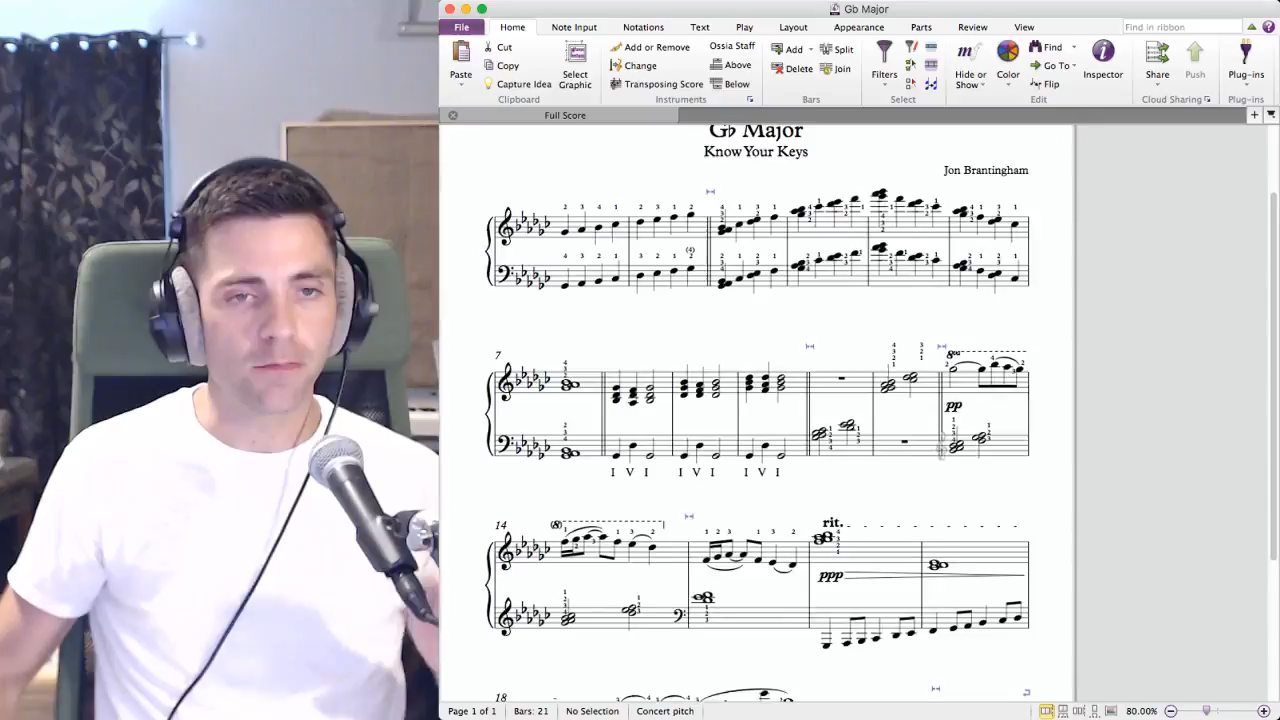 Gb Major
File Home Note Input Notations Text Play Layout Appearance Parts Review View Find in ribbon
Paste Cut Copy Capture Idea Select Graphic Add or Remove Change Transposing Score Ossia Staff Above Below Add Delete Split Join Filters Hide or Show Color Find Go To Flip Inspector Share Push Plug-ins
Clipboard Instruments Bars Select Edit Cloud Sharing Plug-ins
Full Score
G♭ Major
Know Your Keys
Jon Brantingham
7
pp
I V I I V I I V I
14
rit.
ppp
18
Page 1 of 1 Bars: 21 No Selection Concert pitch 80.00%